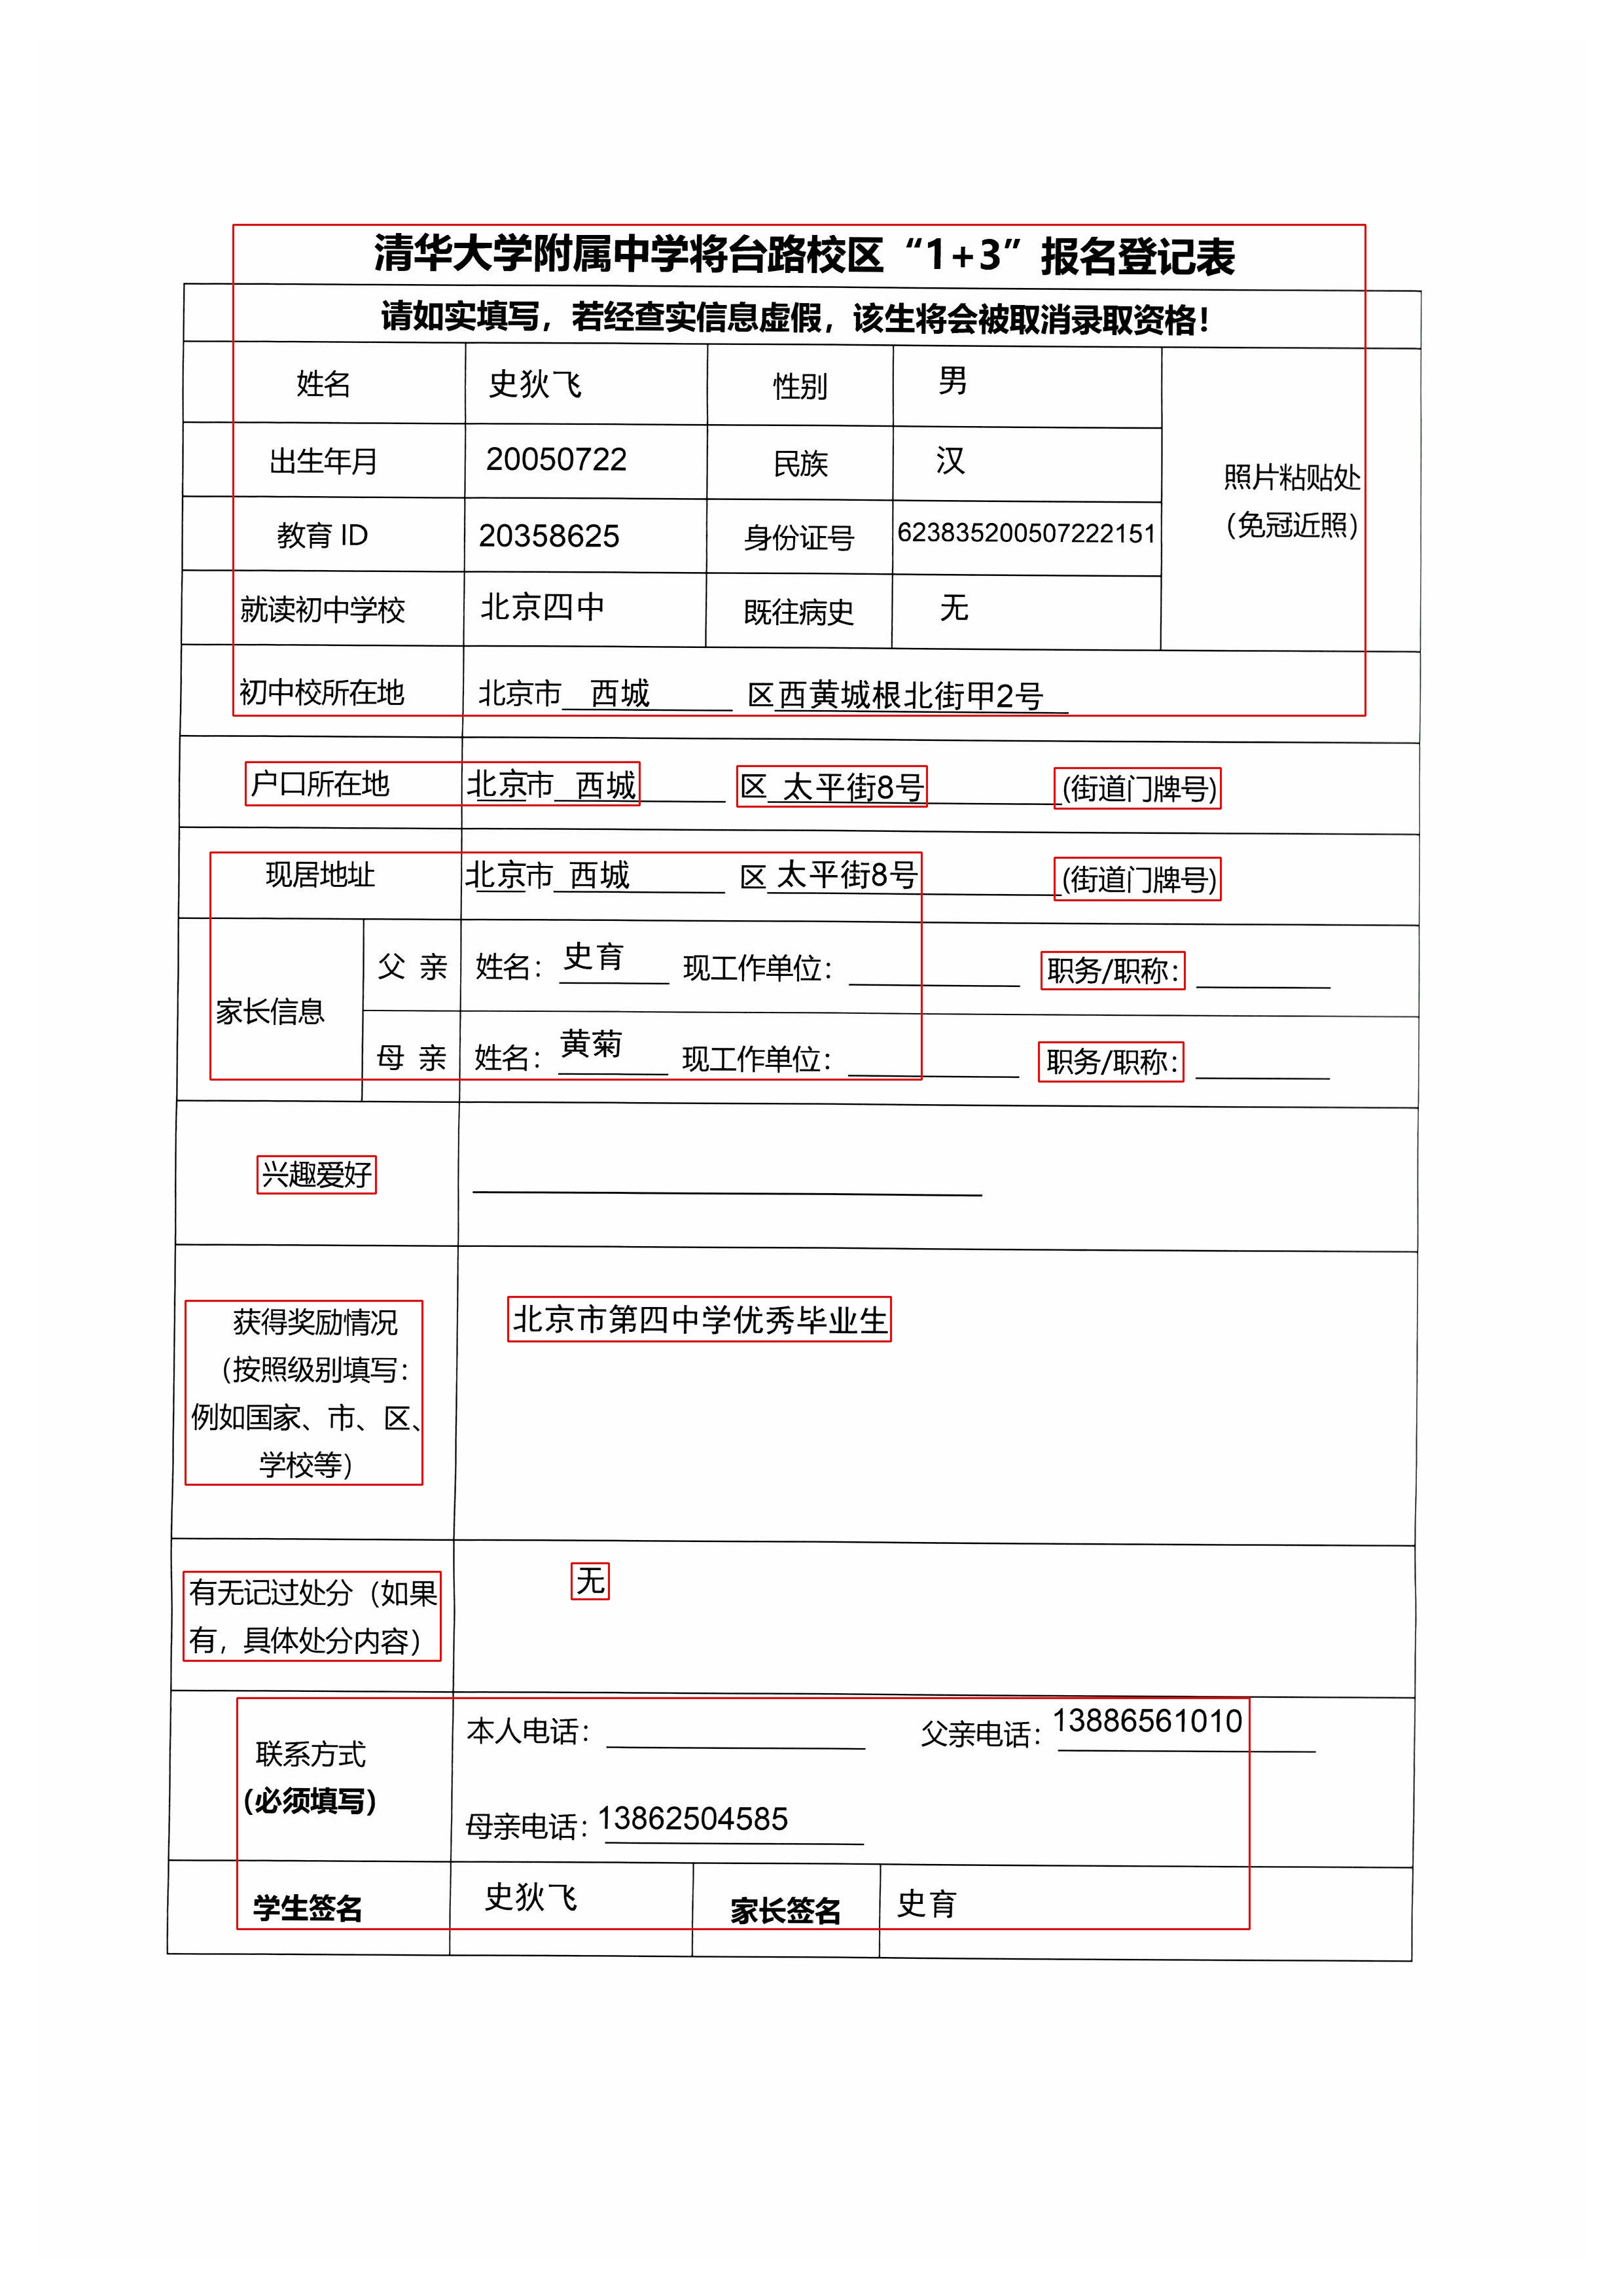 清华大学附属中学将台路校区“1+3”报名登记表
请如实填写，若经查实信息虚假，该生将会被取消录取资格！
姓名 史狄飞 性别 男
出生年月 20050722 民族 汉
照片粘贴处
（免冠近照）
教育 ID 20358625 身份证号 623835200507222151
就读初中学校 北京四中 既往病史 无
初中校所在地 北京市 西城 区西黄城根北街甲2号
户口所在地 北京市 西城 区 太平街8号 (街道门牌号)
现居地址 北京市 西城 区 太平街8号 (街道门牌号)
家长信息
父 亲 姓名： 史育 现工作单位： 职务/职称：
母 亲 姓名： 黄菊 现工作单位： 职务/职称：
兴趣爱好
获得奖励情况
（按照级别填写：
例如国家、市、区、
学校等）
北京市第四中学优秀毕业生
有无记过处分（如果
有，具体处分内容）
无
联系方式
（必须填写）
本人电话： 父亲电话：13886561010
母亲电话：13862504585
学生签名 史狄飞 家长签名 史育